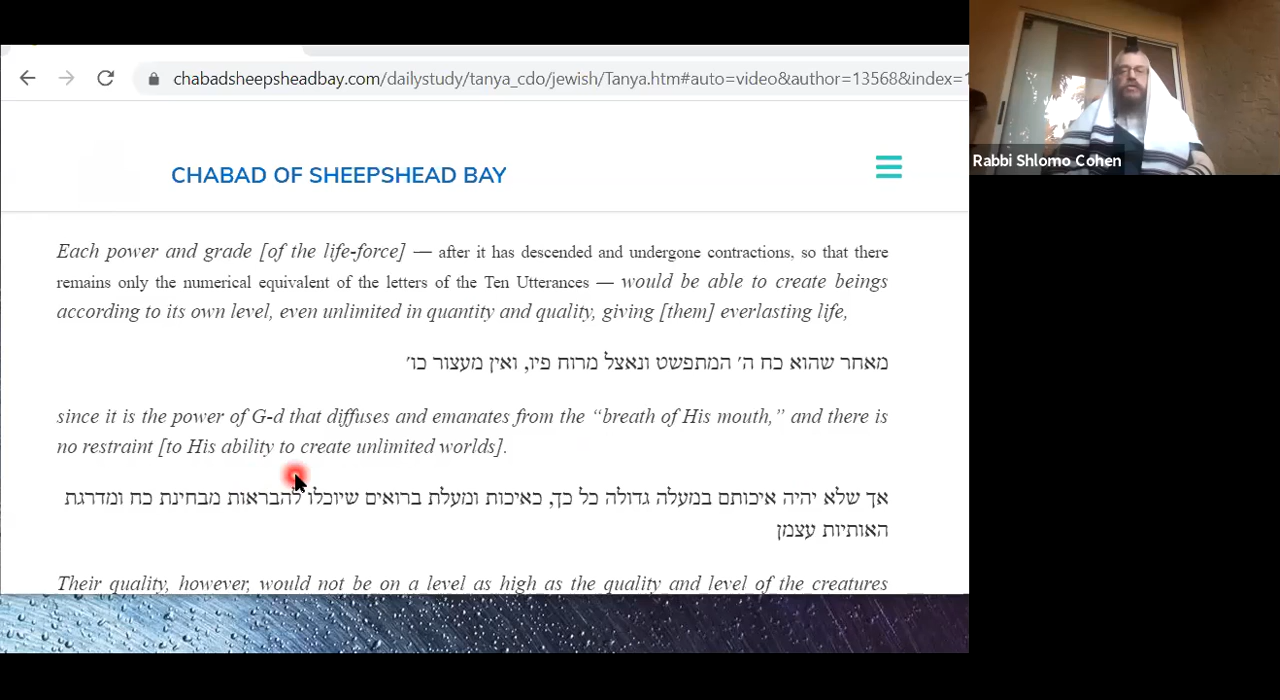 chabadsheepsheadbay.com/dailystudy/tanya_cdo/jewish/Tanya.htm#auto=video&author=13568&index=1
Rabbi Shlomo Cohen
CHABAD OF SHEEPSHEAD BAY
Each power and grade [of the life-force] — after it has descended and undergone contractions, so that there
remains only the numerical equivalent of the letters of the Ten Utterances — would be able to create beings
according to its own level, even unlimited in quantity and quality, giving [them] everlasting life,
מאחר שהוא כח ה׳ המתפשט ונאצל מרוח פיו, ואין מעצור כו׳
since it is the power of G-d that diffuses and emanates from the “breath of His mouth,” and there is
no restraint [to His ability to create unlimited worlds].
אך שלא יהיה איכותם במעלה גדולה כל כך, כאיכות ומעלת ברואים שיוכלו להבראות מבחינת כח ומדרגת
האותיות עצמן
Their quality, however, would not be on a level as high as the quality and level of the creatures